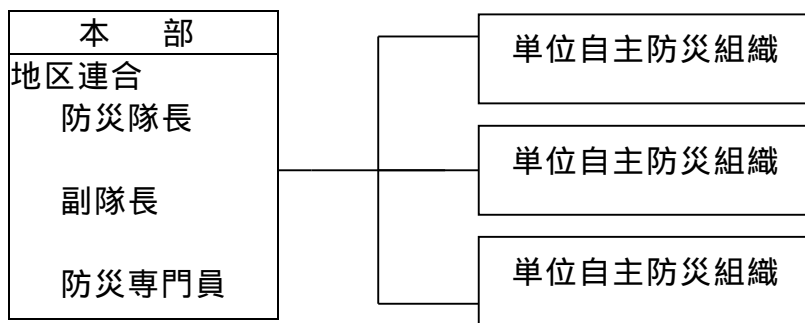 本　部
地区連合
防災隊長
副隊長
防災専門員
単位自主防災組織
単位自主防災組織
単位自主防災組織